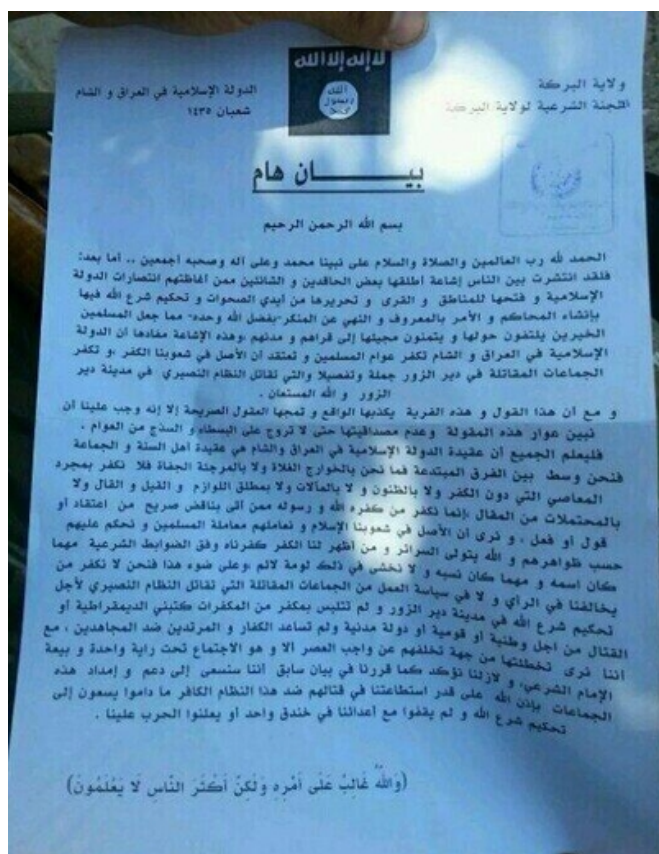 لا إله إلا الله
الله
رسول
محمد
ولاية البركة
اللجنة الشرعية لولاية البركة
الدولة الإسلامية في العراق و الشام
شعبان ١٤٣٥
بيـــــان هام
بسم الله الرحمن الرحيم
الحمد لله رب العالمين والصلاة والسلام على نبينا محمد وعلى آله وصحبه أجمعين .. أما بعد:
فلقد انتشرت بين الناس إشاعة أطلقها بعض الحاقدين و الشانئين ممن أغاظتهم انتصارات الدولة
الإسلامية و فتحها للمناطق و القرى و تحريرها من أيدي الصحوات و تحكيم شرع الله فيها
بإنشاء المحاكم و الأمر بالمعروف و النهي عن المنكر-بفضل الله وحده- مما جعل المسلمين
الخيرين يلتفون حولها و يتمنون مجيئها إلى قراهم و مدنهم ،وهذه الإشاعة مفادها أن الدولة
الإسلامية في العراق و الشام تكفر عوام المسلمين و تعتقد أن الأصل في شعوبنا الكفر ،و تكفر
الجماعات المقاتلة في دير الزور جملة وتفصيلا والتي تقاتل النظام النصيري في مدينة دير
الزور و الله المستعان .
و مع أن هذا القول و هذه الفرية يكذبها الواقع و تمجها العقول الصريحة إلا إنه وجب علينا أن
نبين عوار هذه المقولة وعدم مصداقيتها حتى لا تروج على البسطاء و السذج من العوام .
فليعلم الجميع أن عقيدة الدولة الإسلامية في العراق والشام هي عقيدة أهل السنة و الجماعة
فنحن وسط بين الفرق المبتدعة فما نحن بالخوارج الغلاة ولا بالمرجئة الجفاة فلا نكفر بمجرد
المعاصي التي دون الكفر ولا بالظنون و لا بالمآلات ولا بمطلق اللوازم و القيل و القال ولا
بالمحتملات من المقال ،إنما نكفر من كفره الله و رسوله ممن أتى بناقض صريح من اعتقاد أو
قول أو فعل ، و نرى أن الأصل في شعوبنا الإسلام و نعاملهم معاملة المسلمين و نحكم عليهم
حسب ظواهرهم و الله يتولى السرائر و من أظهر لنا الكفر كفرناه وفق الضوابط الشرعية مهما
كان اسمه و مهما كان نسبه و لا نخشى في ذلك لومة لائم ،وعلى ضوء هذا فنحن لا نكفر من
يخالفنا في الرأي و لا في سياسة العمل من الجماعات المقاتلة التي تقاتل النظام النصيري لأجل
تحكيم شرع الله في مدينة دير الزور و لم تتلبس بمكفر من المكفرات كتبني الديمقراطية أو
القتال من اجل وطنية أو قومية أو دولة مدنية ولم تساعد الكفار و المرتدين ضد المجاهدين ، مع
أننا نرى تخطئتها من جهة تخلفهم عن واجب العصر ألا و هو الاجتماع تحت راية واحدة و بيعة
الإمام الشرعي، و لازلنا نؤكد كما قررنا في بيان سابق أننا سنسعى إلى دعم و إمداد هذه
الجماعات بإذن الله على قدر استطاعتنا في قتالهم ضد هذا النظام الكافر ما داموا يسعون إلى
تحكيم شرع الله و لم يقفوا مع أعدائنا في خندق واحد أو يعلنوا الحرب علينا .
(وَاللَّهُ غَالِبٌ عَلَى أَمْرِهِ وَلَكِنَّ أَكْثَرَ النَّاسِ لَا يَعْلَمُونَ)